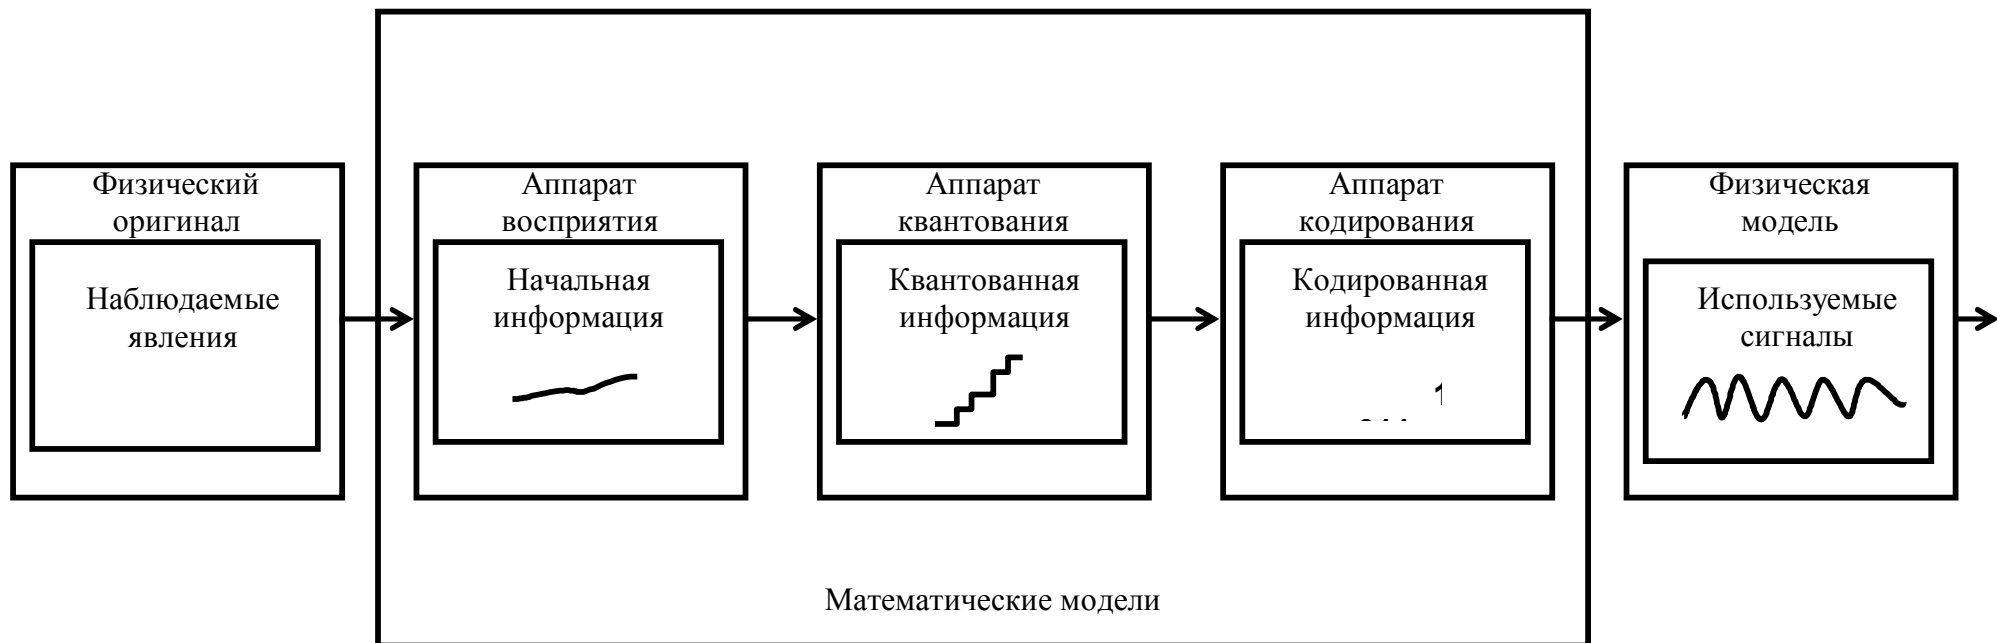 Физический
оригинал
Наблюдаемые
явления
Аппарат
восприятия
Начальная
информация
Аппарат
квантования
Квантованная
информация
Аппарат
кодирования
Кодированная
информация
Физическая
модель
Используемые
сигналы
Математические модели